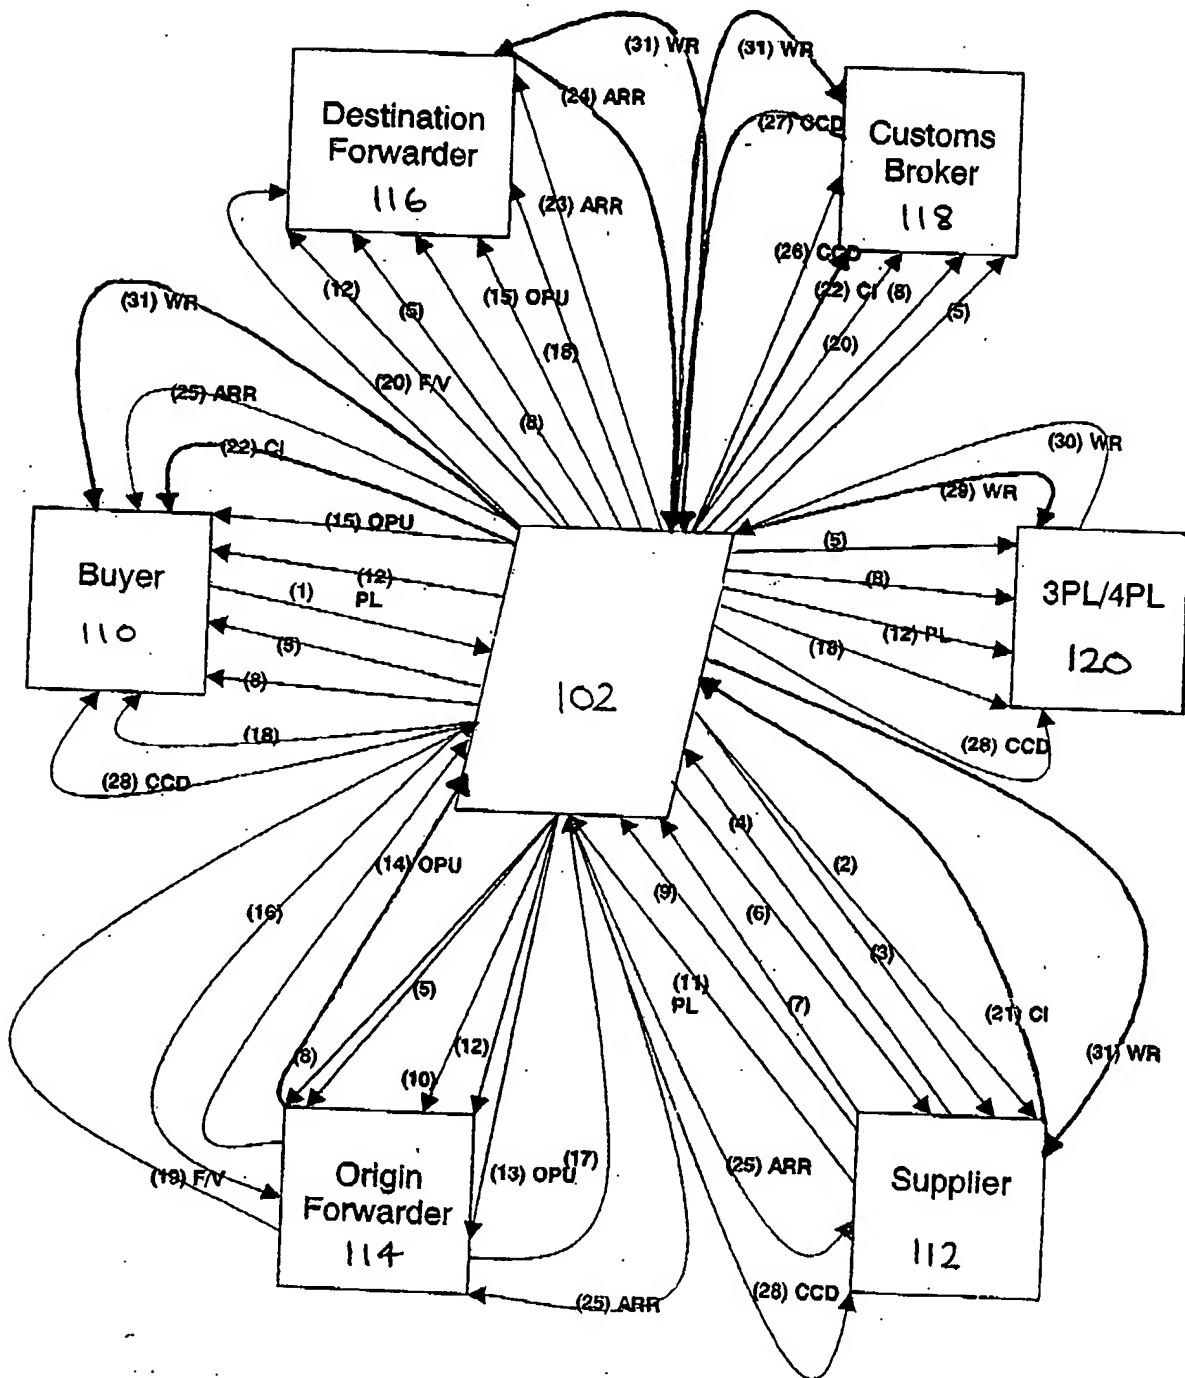 (31) WR
(31) WR
(24) ARR
Destination
Forwarder
116
(27) CCD
Customs
Broker
118
(23) ARR
(26) CCD
(31) WR
(12)
(5)
(15) OPU
(22) CI
(8)
(5)
(18)
(20)
(20) F/V
(8)
(25) ARR
(22) CI
(30) WR
(29) WR
(15) OPU
(5)
Buyer
110
(12)
PL
(1)
(8)
3PL/4PL
120
(12) PL
(18)
(5)
(8)
102
(18)
(28) CCD
(28) CCD
(4)
(2)
(14) OPU
(9)
(6)
(16)
(3)
(5)
(11)
PL
(7)
(21) CI
(8)
(12)
(10)
(31) WR
(19) F/V
Origin
Forwarder
114
(13) OPU
(17)
(25) ARR
Supplier
112
(25) ARR
(28) CCD